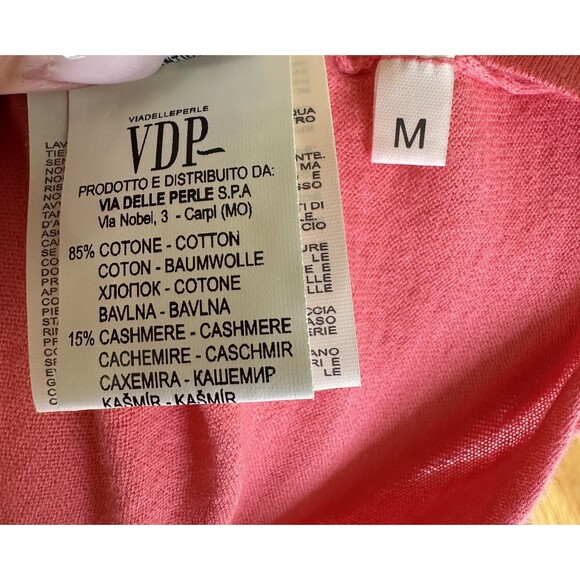 VIADELLEPERLE
VDP
PRODOTTO E DISTRIBUITO DA:
VIA DELLE PERLE S.P.A
Via Nobel, 3 - Carpi (MO)
85% COTONE - COTTON
COTON - BAUMWOLLE
ХЛОПОК - COTONE
BAVLNA - BAVLNA
15% CASHMERE - CASHMERE
CACHEMIRE - CASCHMIR
CAXEMIRA - КАШЕМИР
KAŠMÍR - KAŠMÍR
M